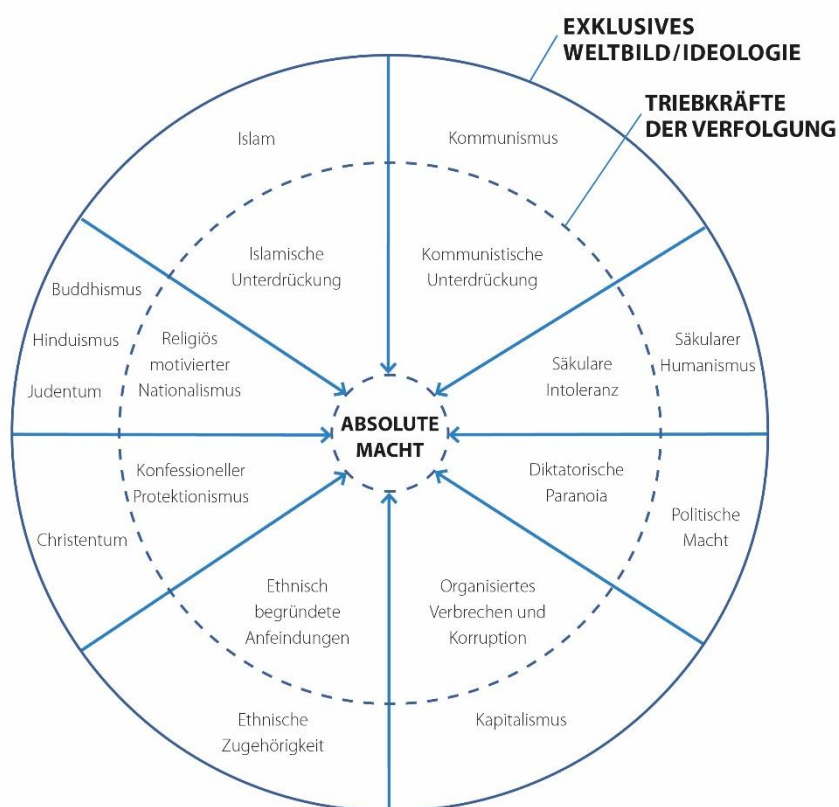 EXKLUSIVES
WELTBILD/IDEOLOGIE
TRIEBKRÄFTE
DER VERFOLGUNG
Islam
Kommunismus
Islamische
Unterdrückung
Kommunistische
Unterdrückung
Buddhismus
Hinduismus
Judentum
Religiös
motivierter
Nationalismus
Säkulare
Intoleranz
Säkularer
Humanismus
ABSOLUTE
MACHT
Konfessioneller
Protektionismus
Christentum
Diktatorische
Paranoia
Politische
Macht
Ethnisch
begründete
Anfeindungen
Organisiertes
Verbrechen und
Korruption
Ethnische
Zugehörigkeit
Kapitalismus